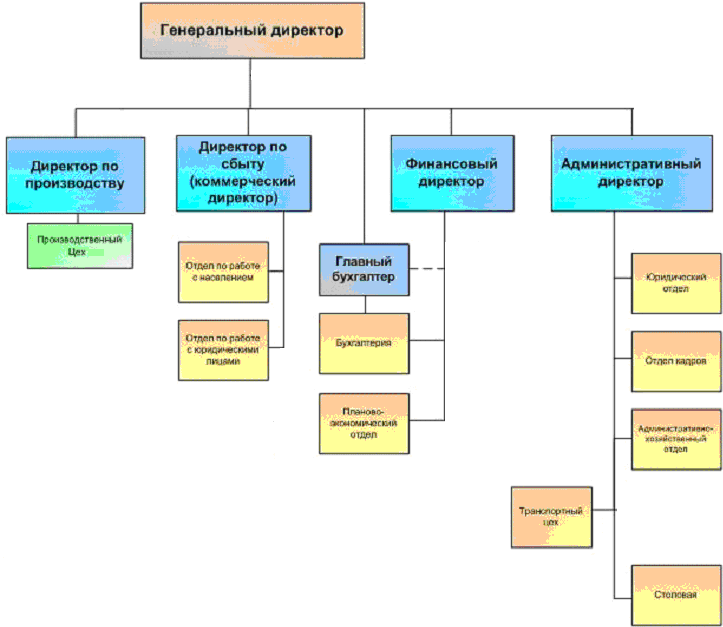 Генеральный директор
Директор по
производству
Директор по
сбыту
(коммерческий
директор)
Финансовый
директор
Административный
директор
Производственный
Цех
Отдел по работе
с населением
Главный
бухгалтер
Юридический
отдел
Отдел по работе
с юридическими
лицами
Бухгалтерия
Отдел кадров
Планово-
экономический
отдел
Административно-
хозяйственный
отдел
Транспортный
цех
Столовая